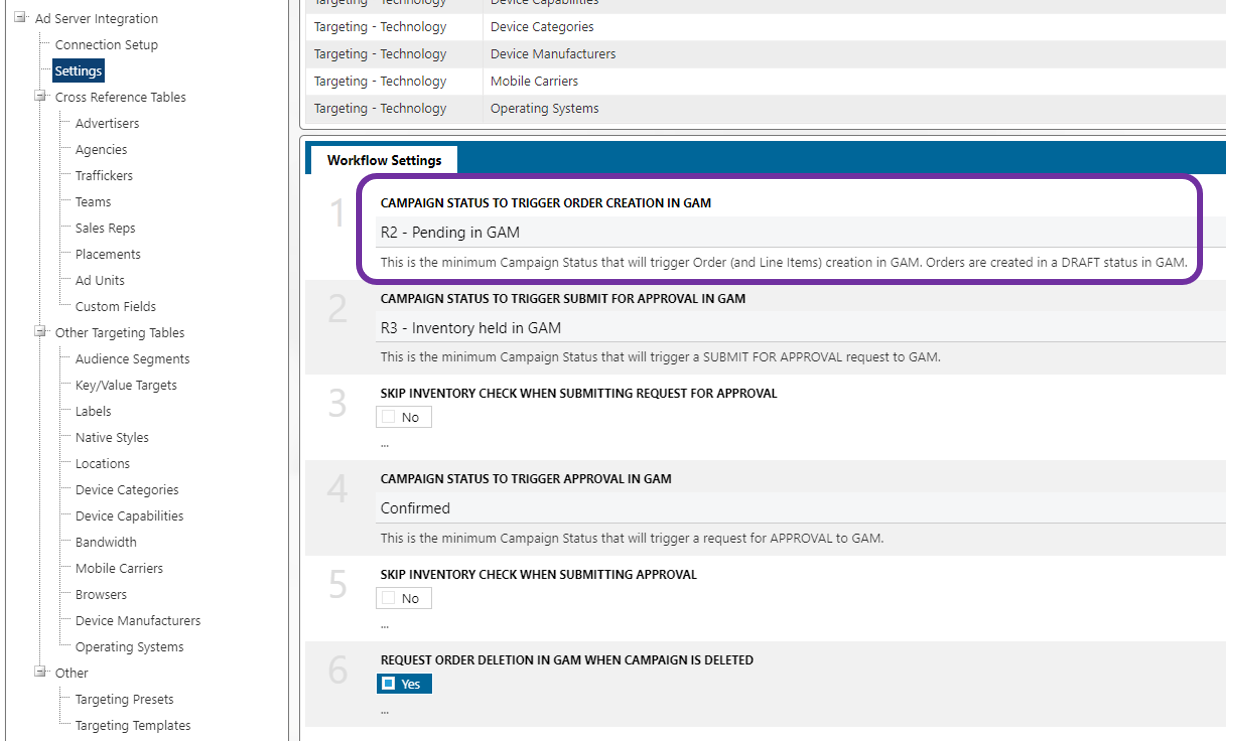 Ad Server Integration
Connection Setup
Settings
Cross Reference Tables
Advertisers
Agencies
Traffickers
Teams
Sales Reps
Placements
Ad Units
Custom Fields
Other Targeting Tables
Audience Segments
Key/Value Targets
Labels
Native Styles
Locations
Device Categories
Device Capabilities
Bandwidth
Mobile Carriers
Browsers
Device Manufacturers
Operating Systems
Other
Targeting Presets
Targeting Templates
Targeting - Technology Device Capabilities
Targeting - Technology Device Categories
Targeting - Technology Device Manufacturers
Targeting - Technology Mobile Carriers
Targeting - Technology Operating Systems
Workflow Settings
1 CAMPAIGN STATUS TO TRIGGER ORDER CREATION IN GAM
R2 - Pending in GAM
This is the minimum Campaign Status that will trigger Order (and Line Items) creation in GAM. Orders are created in a DRAFT status in GAM.
2 CAMPAIGN STATUS TO TRIGGER SUBMIT FOR APPROVAL IN GAM
R3 - Inventory held in GAM
This is the minimum Campaign Status that will trigger a SUBMIT FOR APPROVAL request to GAM.
3 SKIP INVENTORY CHECK WHEN SUBMITTING REQUEST FOR APPROVAL
No
...
4 CAMPAIGN STATUS TO TRIGGER APPROVAL IN GAM
Confirmed
This is the minimum Campaign Status that will trigger a request for APPROVAL to GAM.
5 SKIP INVENTORY CHECK WHEN SUBMITTING APPROVAL
No
...
6 REQUEST ORDER DELETION IN GAM WHEN CAMPAIGN IS DELETED
Yes
...